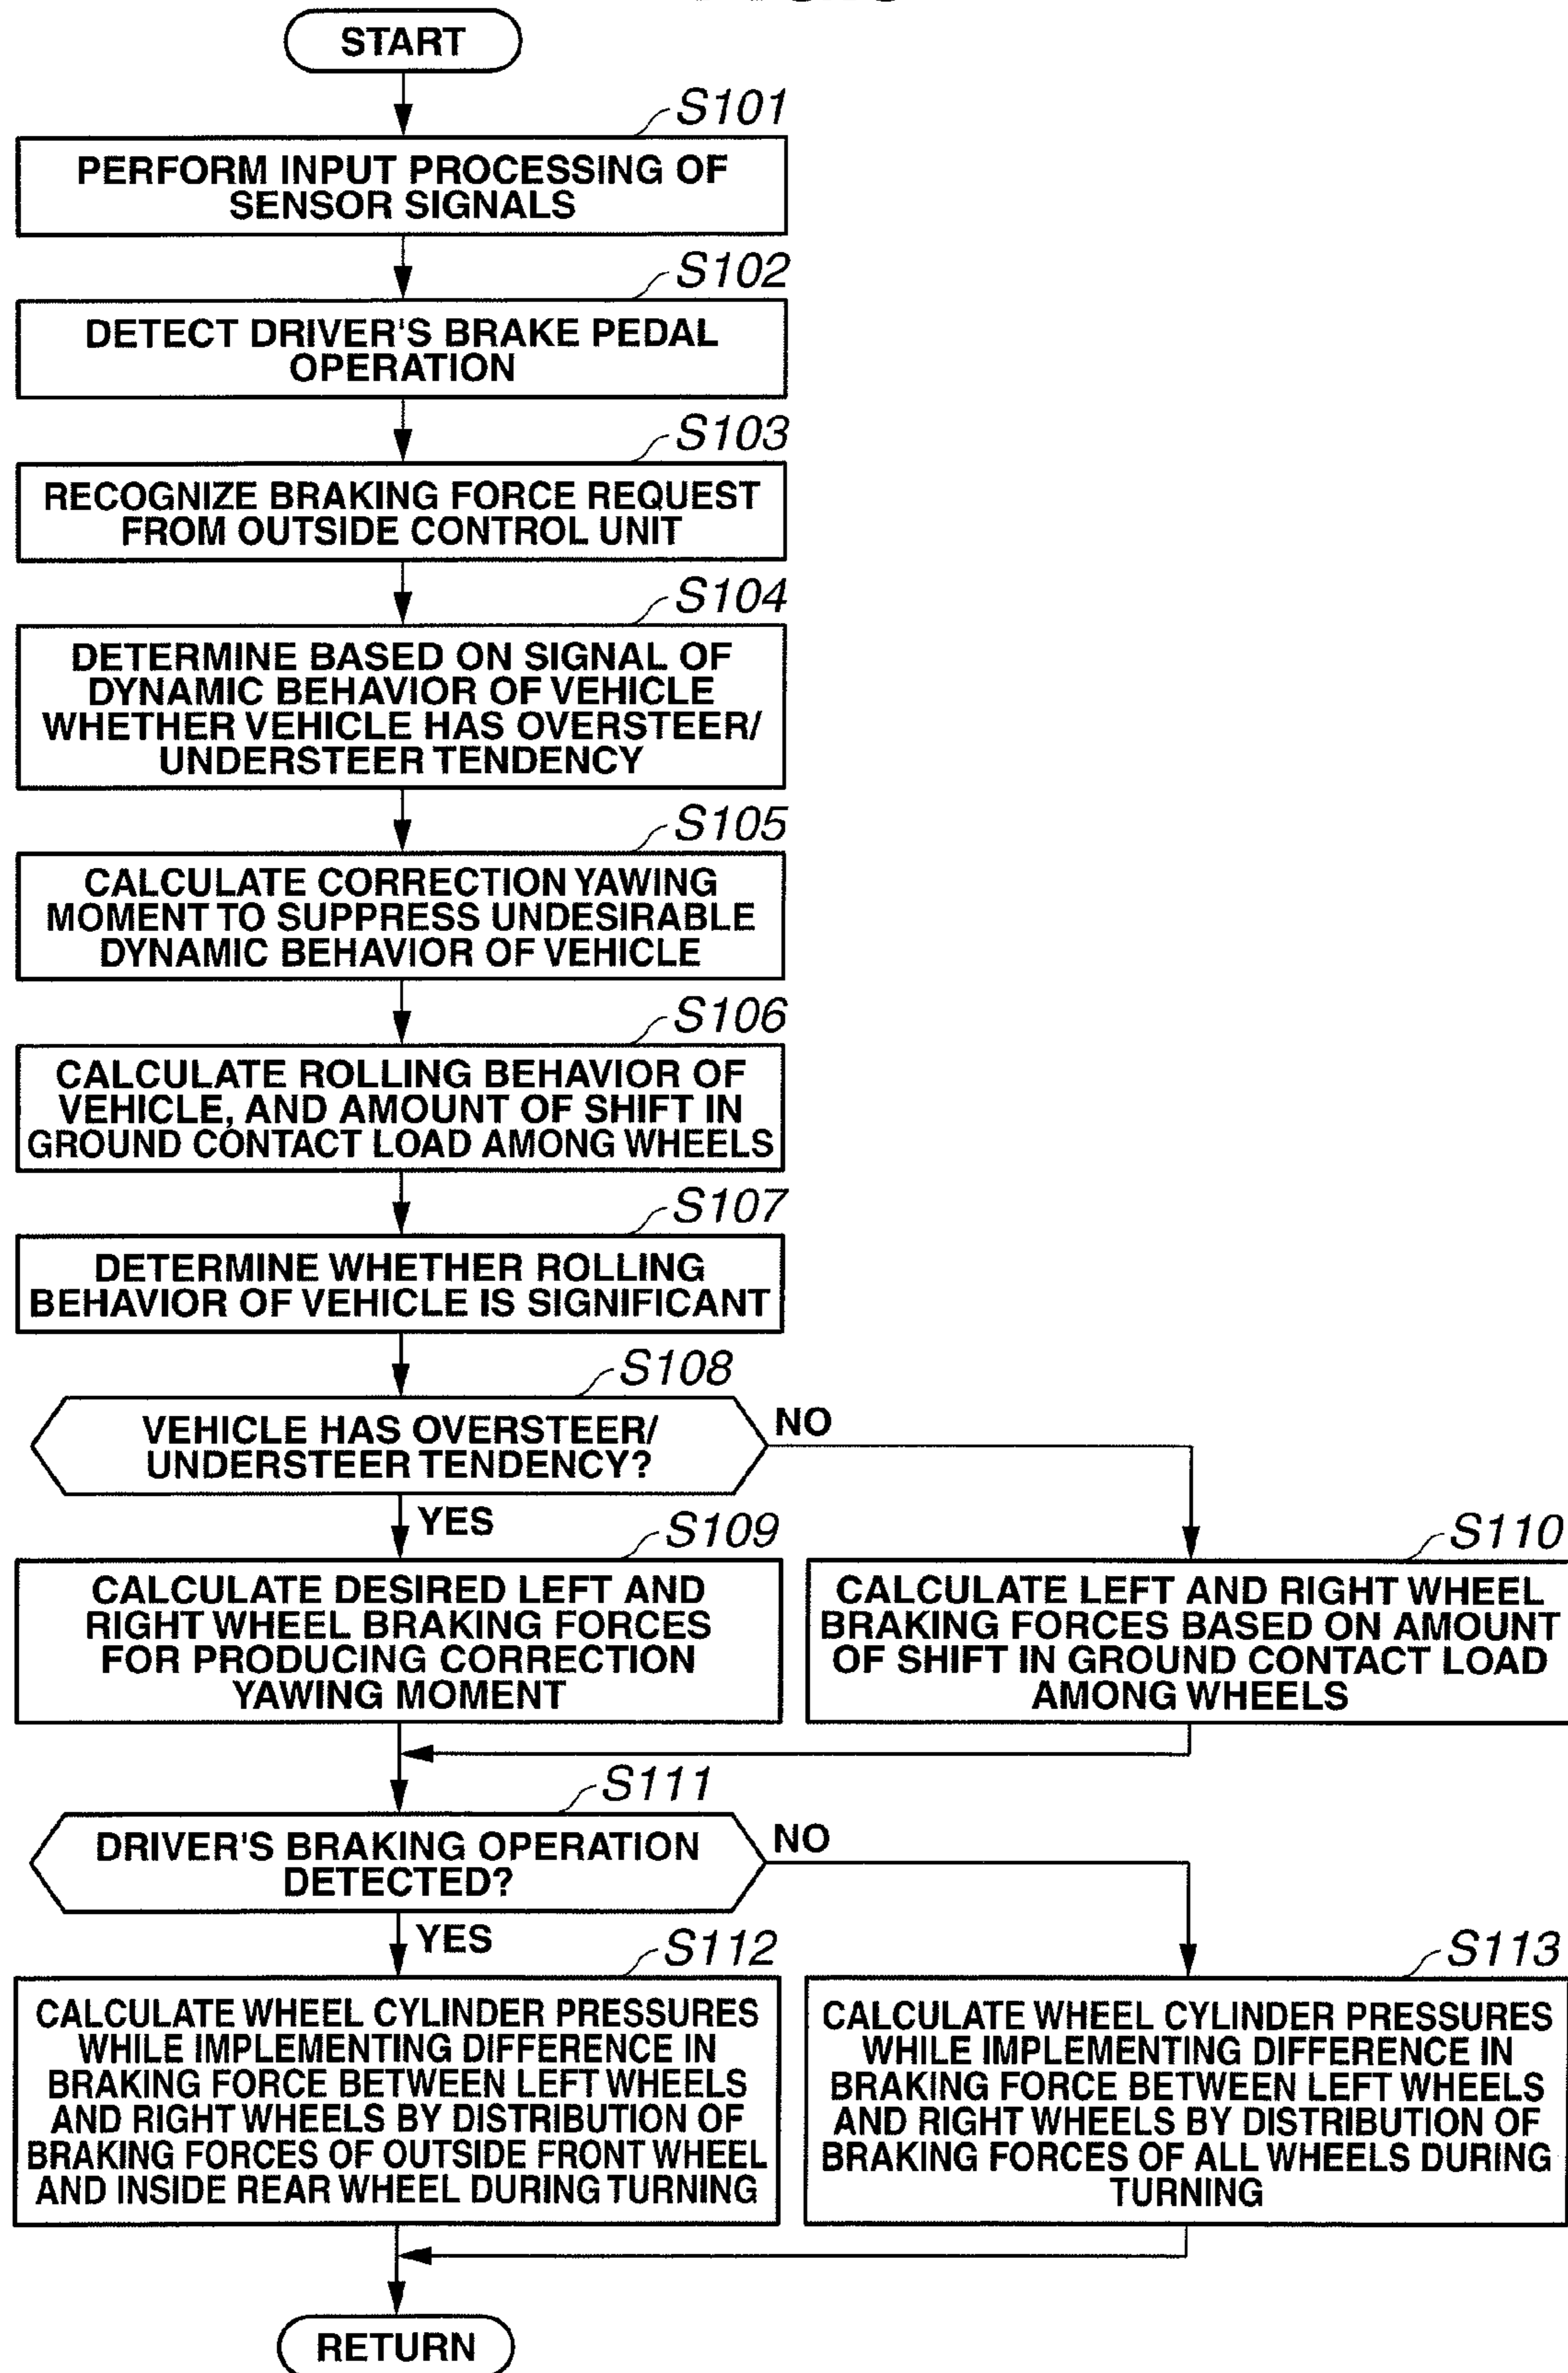 START
S101
PERFORM INPUT PROCESSING OF
SENSOR SIGNALS
S102
DETECT DRIVER'S BRAKE PEDAL
OPERATION
S103
RECOGNIZE BRAKING FORCE REQUEST
FROM OUTSIDE CONTROL UNIT
S104
DETERMINE BASED ON SIGNAL OF
DYNAMIC BEHAVIOR OF VEHICLE
WHETHER VEHICLE HAS OVERSTEER/
UNDERSTEER TENDENCY
S105
CALCULATE CORRECTION YAWING
MOMENT TO SUPPRESS UNDESIRABLE
DYNAMIC BEHAVIOR OF VEHICLE
S106
CALCULATE ROLLING BEHAVIOR OF
VEHICLE, AND AMOUNT OF SHIFT IN
GROUND CONTACT LOAD AMONG WHEELS
S107
DETERMINE WHETHER ROLLING
BEHAVIOR OF VEHICLE IS SIGNIFICANT
S108
VEHICLE HAS OVERSTEER/
UNDERSTEER TENDENCY?
NO
YES
S109
CALCULATE DESIRED LEFT AND
RIGHT WHEEL BRAKING FORCES
FOR PRODUCING CORRECTION
YAWING MOMENT
S110
CALCULATE LEFT AND RIGHT WHEEL
BRAKING FORCES BASED ON AMOUNT
OF SHIFT IN GROUND CONTACT LOAD
AMONG WHEELS
S111
DRIVER'S BRAKING OPERATION
DETECTED?
NO
YES
S112
CALCULATE WHEEL CYLINDER PRESSURES
WHILE IMPLEMENTING DIFFERENCE IN
BRAKING FORCE BETWEEN LEFT WHEELS
AND RIGHT WHEELS BY DISTRIBUTION OF
BRAKING FORCES OF OUTSIDE FRONT WHEEL
AND INSIDE REAR WHEEL DURING TURNING
S113
CALCULATE WHEEL CYLINDER PRESSURES
WHILE IMPLEMENTING DIFFERENCE IN
BRAKING FORCE BETWEEN LEFT WHEELS
AND RIGHT WHEELS BY DISTRIBUTION OF
BRAKING FORCES OF ALL WHEELS DURING
TURNING
RETURN